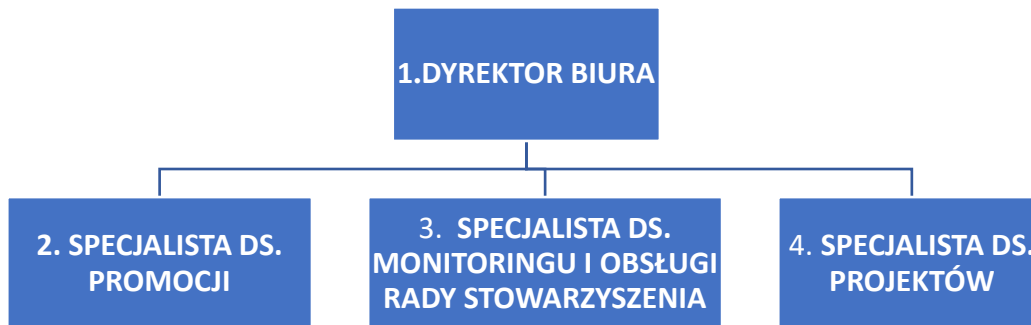 1.DYREKTOR BIURA
2. SPECJALISTA DS.
PROMOCJI
3. SPECJALISTA DS.
MONITORINGU I OBSŁUGI
RADY STOWARZYSZENIA
4. SPECJALISTA DS.
PROJEKTÓW